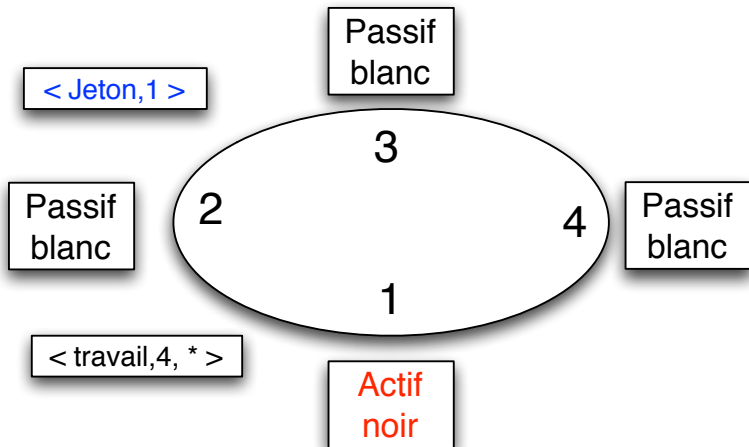 Passif
blanc
< Jeton,1 >
3
Passif
blanc
2
4
Passif
blanc
1
< travail,4, * >
Actif
noir